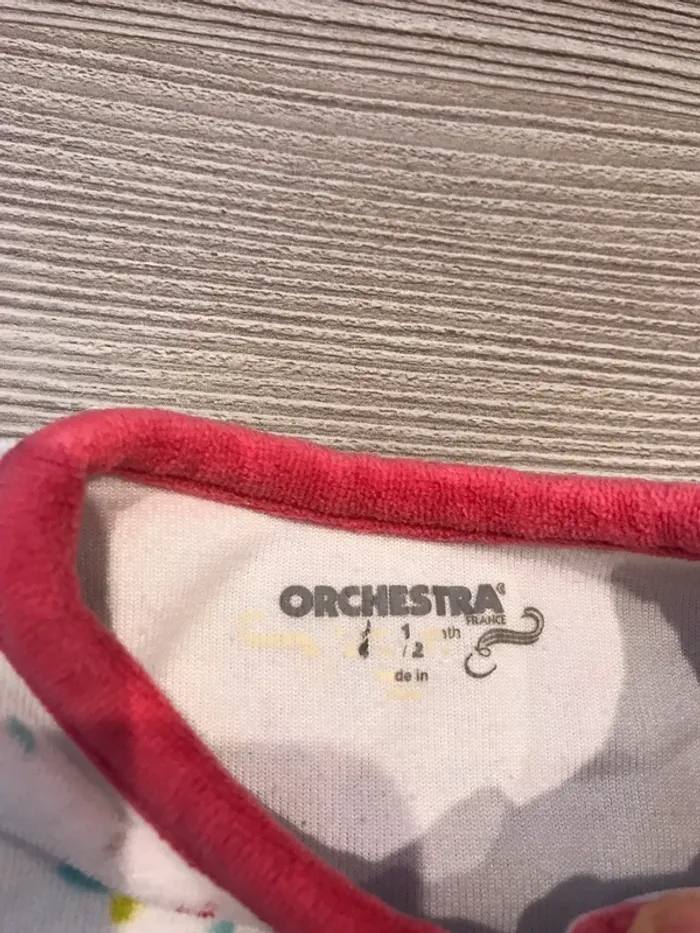 ORCHESTRA
FRANCE
1
/2
de in